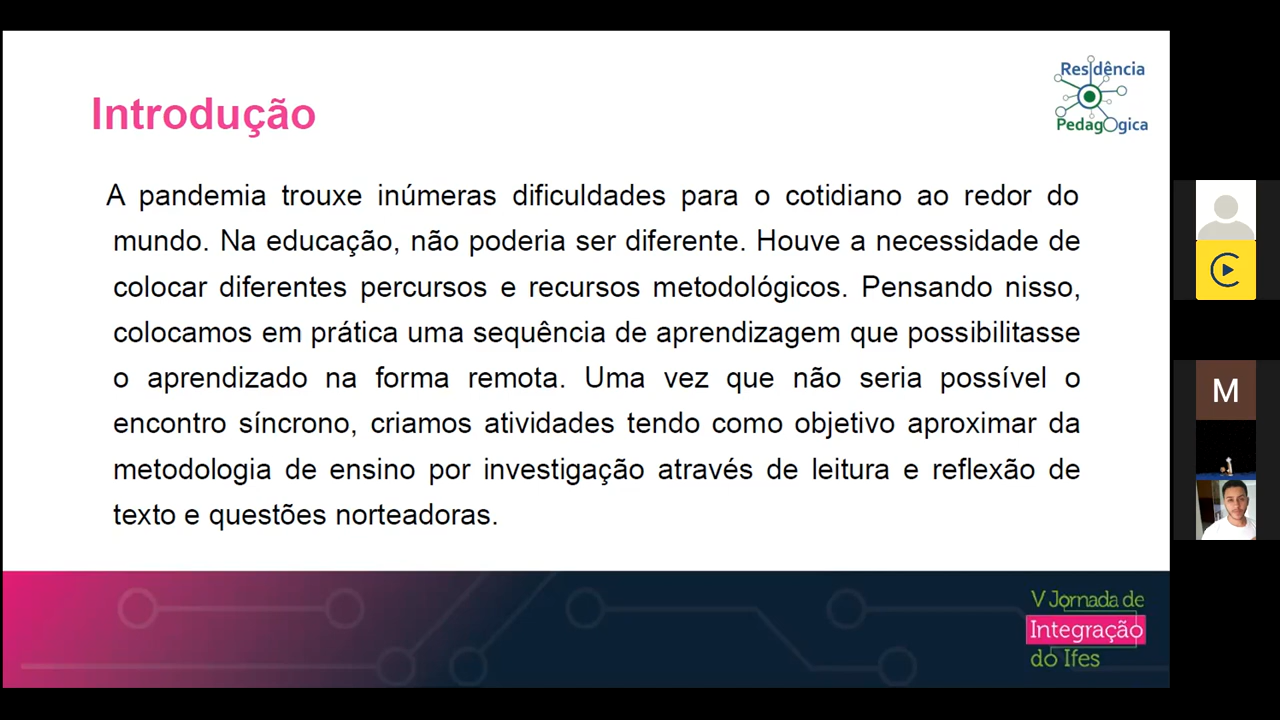 Residência
Pedagógica
Introdução
A pandemia trouxe inúmeras dificuldades para o cotidiano ao redor do
mundo. Na educação, não poderia ser diferente. Houve a necessidade de
colocar diferentes percursos e recursos metodológicos. Pensando nisso,
colocamos em prática uma sequência de aprendizagem que possibilitasse
o aprendizado na forma remota. Uma vez que não seria possível o
encontro síncrono, criamos atividades tendo como objetivo aproximar da
metodologia de ensino por investigação através de leitura e reflexão de
texto e questões norteadoras.
M
V Jornada de
Integração
do Ifes